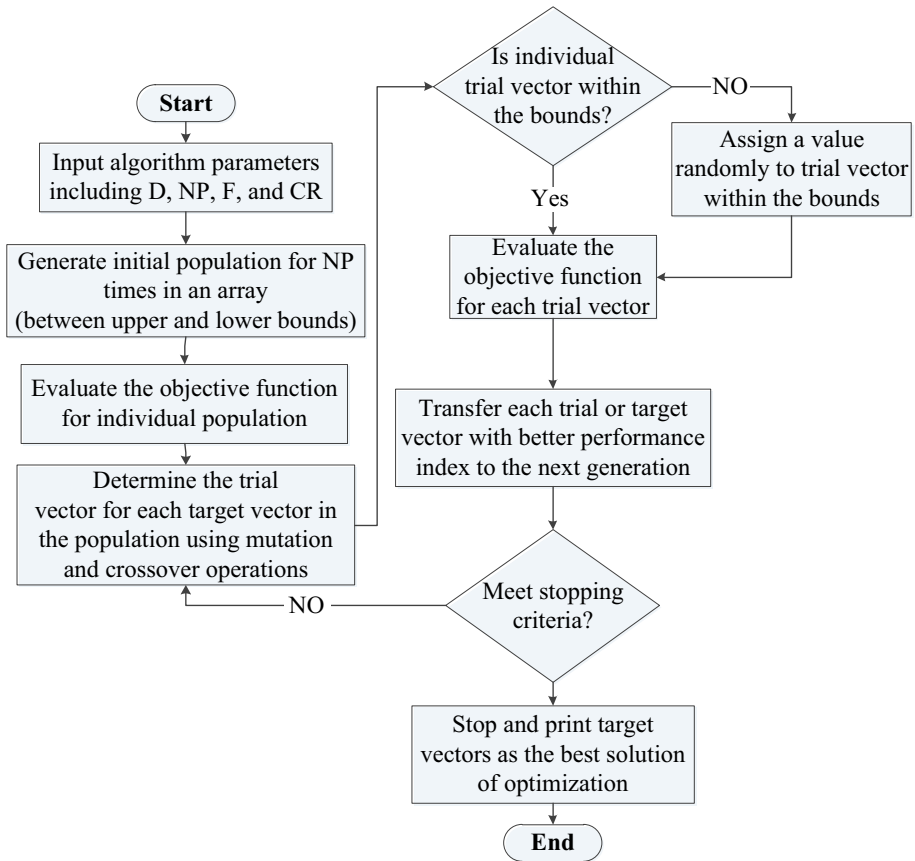 Start
Input algorithm parameters
including D, NP, F, and CR
Generate initial population for NP
times in an array
(between upper and lower bounds)
Evaluate the objective function
for individual population
Determine the trial
vector for each target vector in
the population using mutation
and crossover operations
Is individual
trial vector within
the bounds?
NO
Assign a value
randomly to trial vector
within the bounds
Yes
Evaluate the
objective function
for each trial vector
Transfer each trial or target
vector with better performance
index to the next generation
Meet stopping
criteria?
NO
Stop and print target
vectors as the best solution
of optimization
End